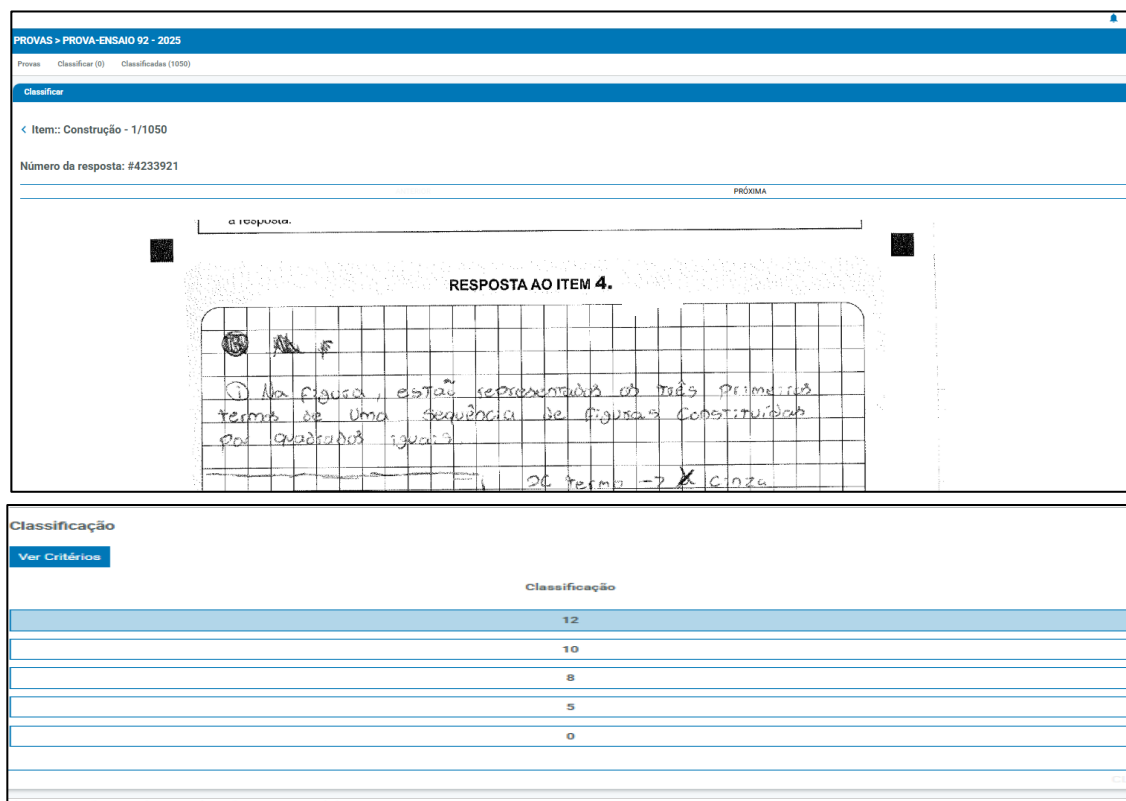 PROVAS > PROVA-ENSAIO 92 - 2025
Provas Classificar (0) Classificadas (1050)
Classificar
< Item:: Construção - 1/1050
Número da resposta: #4233921
PRÓXIMA
a resposta.
RESPOSTA AO ITEM 4.
① Na figura, estão representados os três primeiros
termos de uma sequência de figuras constituídas
por quadrados iguais
termo → cinza
Classificação
Ver Critérios
Classificação
12
10
8
5
0